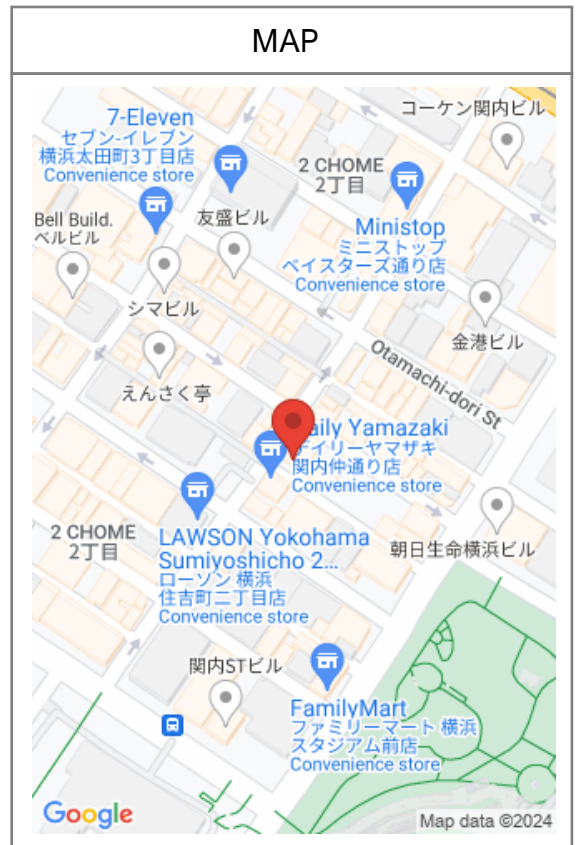 MAP
コーケン関内ビル
7-Eleven
セブン-イレブン
横浜太田町3丁目店
Convenience store
2 CHOME
2丁目
Bell Build.
ベルビル
友盛ビル
Ministop
ミニストップ
ベイスターズ通り店
Convenience store
シマビル
金港ビル
Otamachi-dori St
えんさく亭
aily Yamazaki
デイリーヤマザキ
関内仲通り店
Convenience store
2 CHOME
2丁目
LAWSON Yokohama
Sumiyoshicho 2...
ローソン 横浜
住吉町二丁目店
Convenience store
朝日生命横浜ビル
関内STビル
FamilyMart
ファミリーマート 横浜
スタジアム前店
Convenience store
Google
Map data ©2024